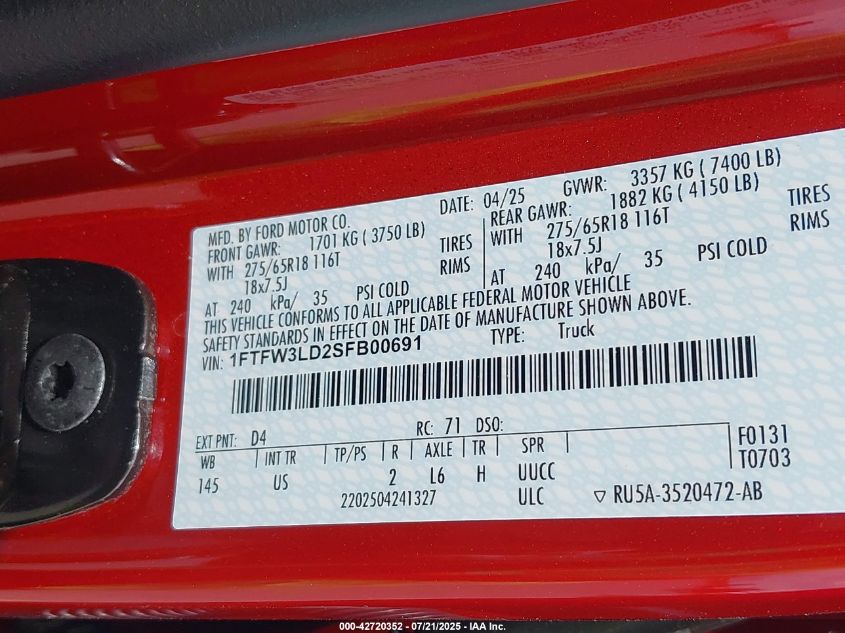 MFD. BY FORD MOTOR CO. DATE: 04/25 GVWR: 3357 KG ( 7400 LB)
FRONT GAWR: 1701 KG ( 3750 LB) REAR GAWR: 1882 KG ( 4150 LB)
WITH 275/65R18 116T TIRES WITH 275/65R18 116T TIRES
18x7.5J RIMS 18x7.5J RIMS
AT 240 kPa/ 35 PSI COLD AT 240 kPa/ 35 PSI COLD
THIS VEHICLE CONFORMS TO ALL APPLICABLE FEDERAL MOTOR VEHICLE
SAFETY STANDARDS IN EFFECT ON THE DATE OF MANUFACTURE SHOWN ABOVE.
VIN: 1FTFW3LD2SFB00691 TYPE: Truck
EXT PNT: D4 RC: 71 DSO:
WB INT TR TP/PS R AXLE TR SPR F0131
145 US 2 L6 H UUCC T0703
2202504241327 ULC ▽ RU5A-3520472-AB
000-42720352 - 07/21/2025 - IAA Inc.